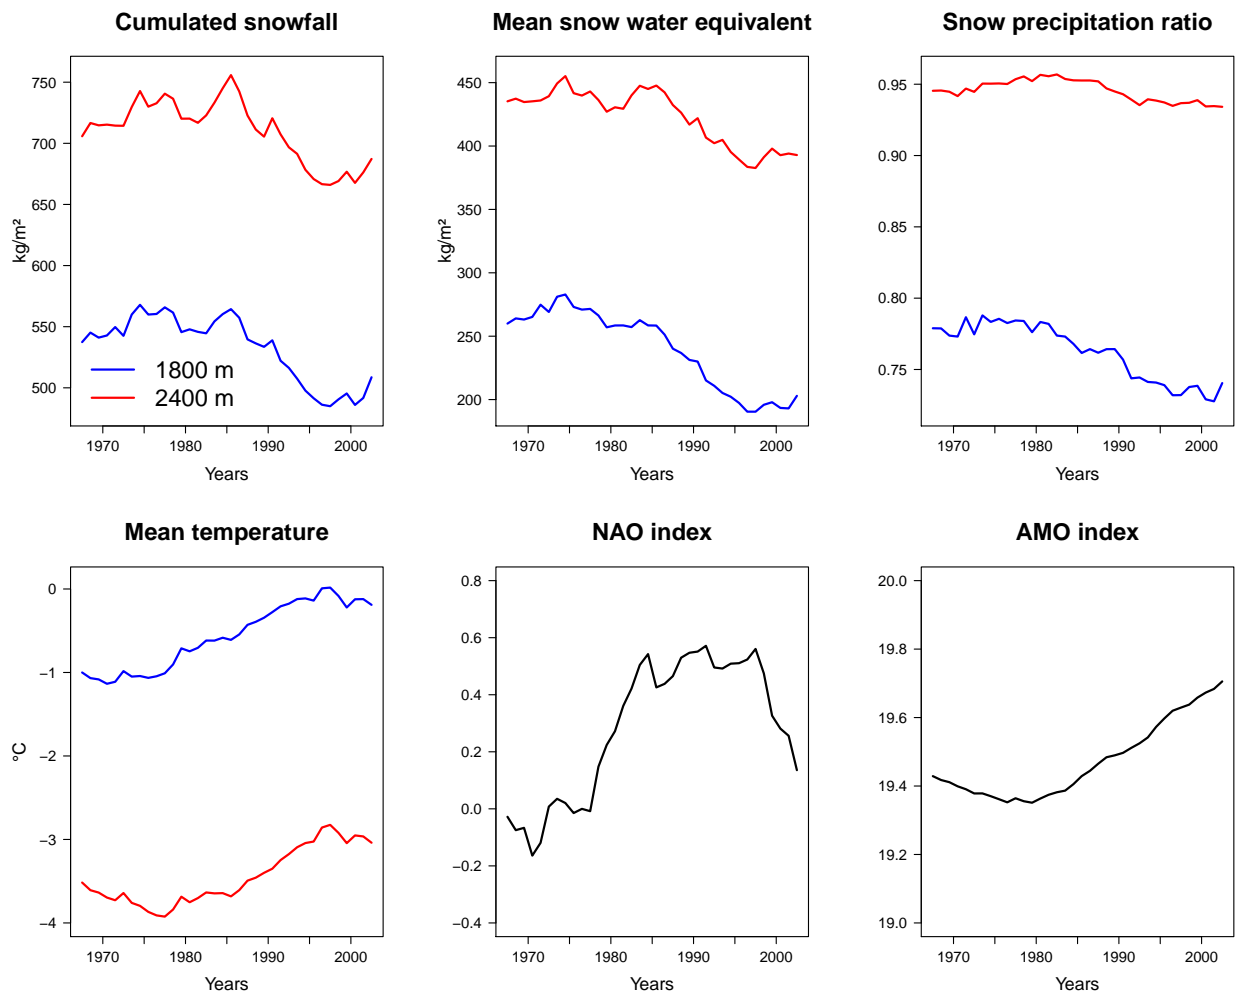 Cumulated snowfall
kg/m²
750
700
650
600
550
500
1800 m
2400 m
1970 1980 1990 2000
Years
Mean snow water equivalent
kg/m²
450
400
350
300
250
200
1970 1980 1990 2000
Years
Snow precipitation ratio
0.95
0.90
0.85
0.80
0.75
1970 1980 1990 2000
Years
Mean temperature
°C
0
−1
−2
−3
−4
1970 1980 1990 2000
Years
NAO index
0.8
0.6
0.4
0.2
0.0
−0.2
−0.4
1970 1980 1990 2000
Years
AMO index
20.0
19.8
19.6
19.4
19.2
19.0
1970 1980 1990 2000
Years